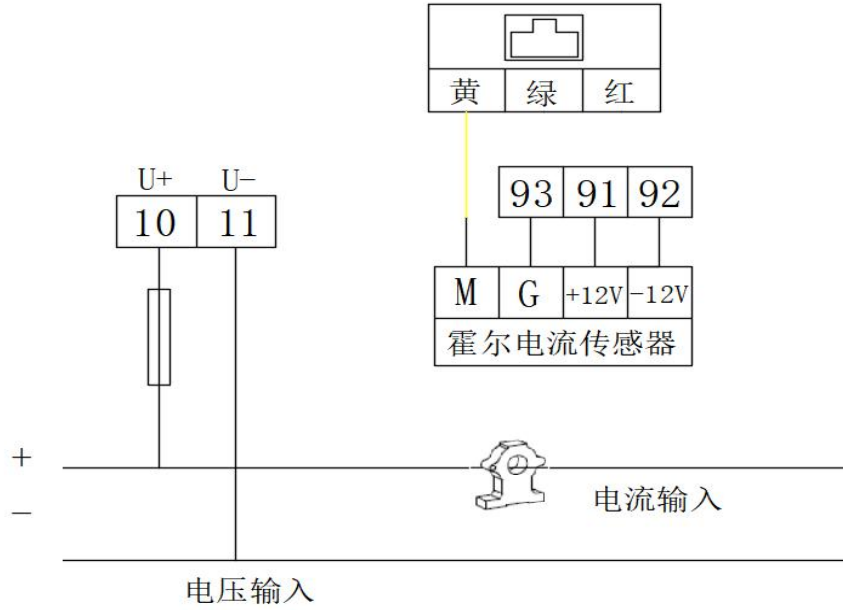 黄 绿 红
U+ U-
10 11
93 91 92
M G +12V -12V
霍尔电流传感器
+
电流输入
-
电压输入